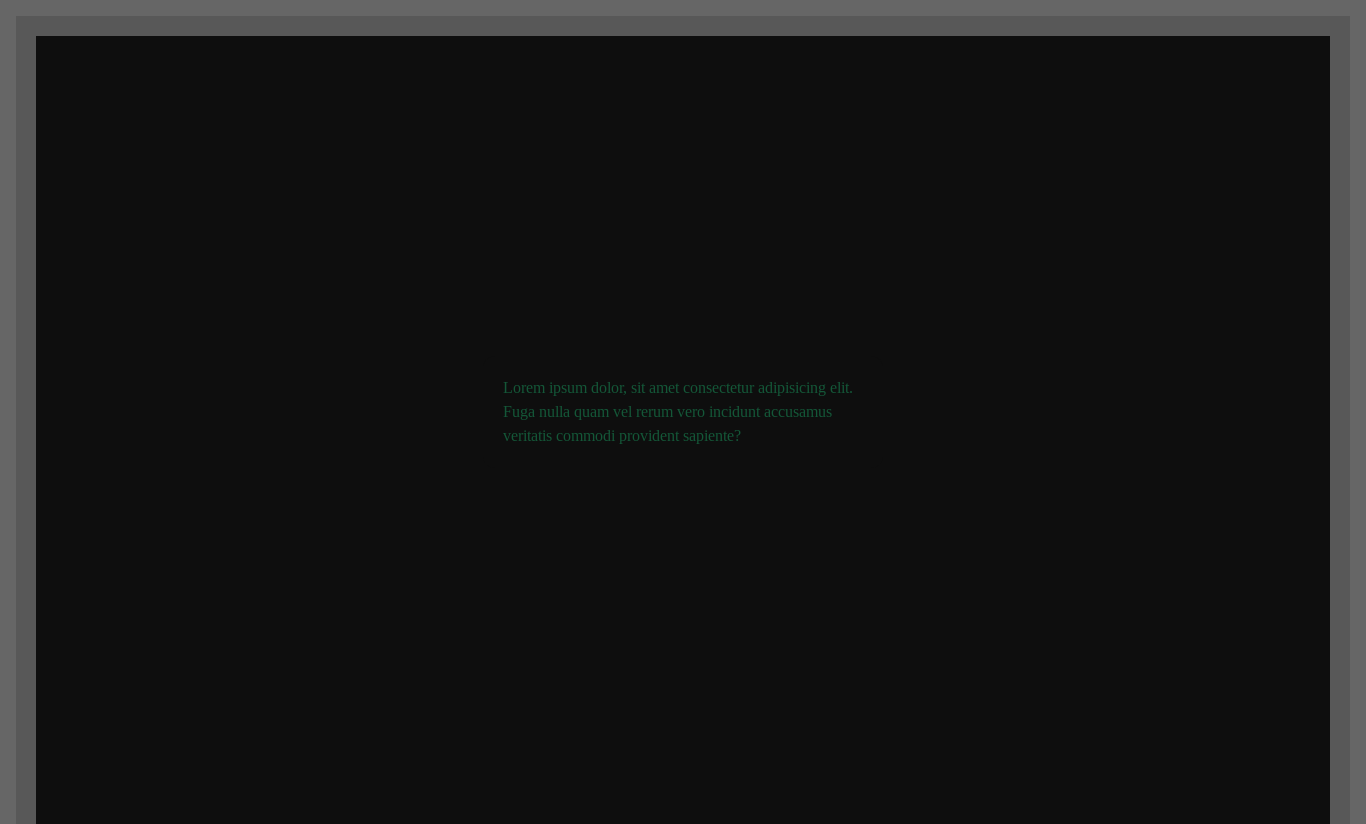 Lorem ipsum dolor, sit amet consectetur adipisicing elit.
Fuga nulla quam vel rerum vero incidunt accusamus
veritatis commodi provident sapiente?